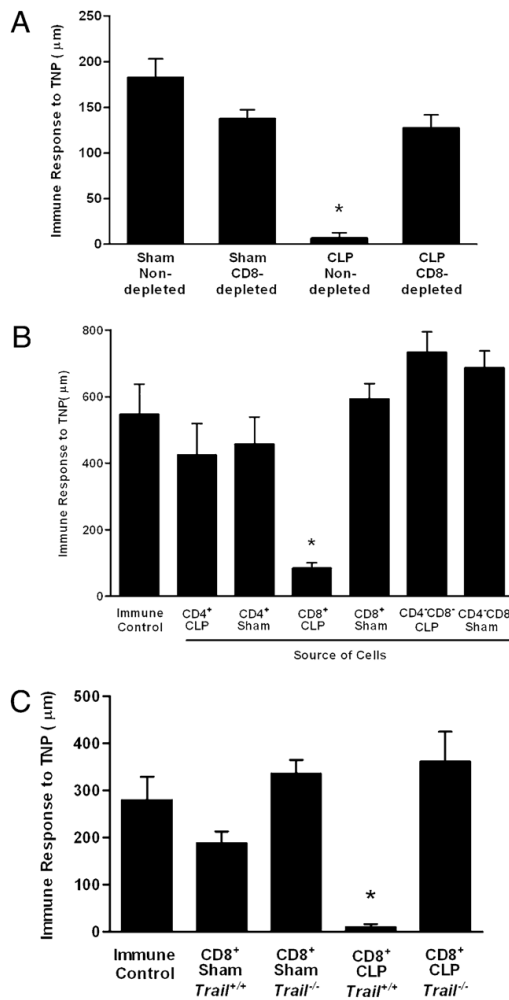 A
Immune Response to TNP ( μm)
250
200
150
100
50
0
*
Sham
Non-
depleted
Sham
CD8-
depleted
CLP
Non-
depleted
CLP
CD8-
depleted
B
Immune Response to TNP( μm)
800
600
400
200
0
*
Immune
Control
CD4+
CLP
CD4+
Sham
CD8+
CLP
CD8+
Sham
CD4-CD8-
CLP
CD4-CD8
Sham
Source of Cells
C
Immune Response to TNP ( μm)
500
400
300
200
100
0
*
Immune
Control
CD8+
Sham
Trail+/+
CD8+
Sham
Trail-/-
CD8+
CLP
Trail+/+
CD8+
CLP
Trail-/-